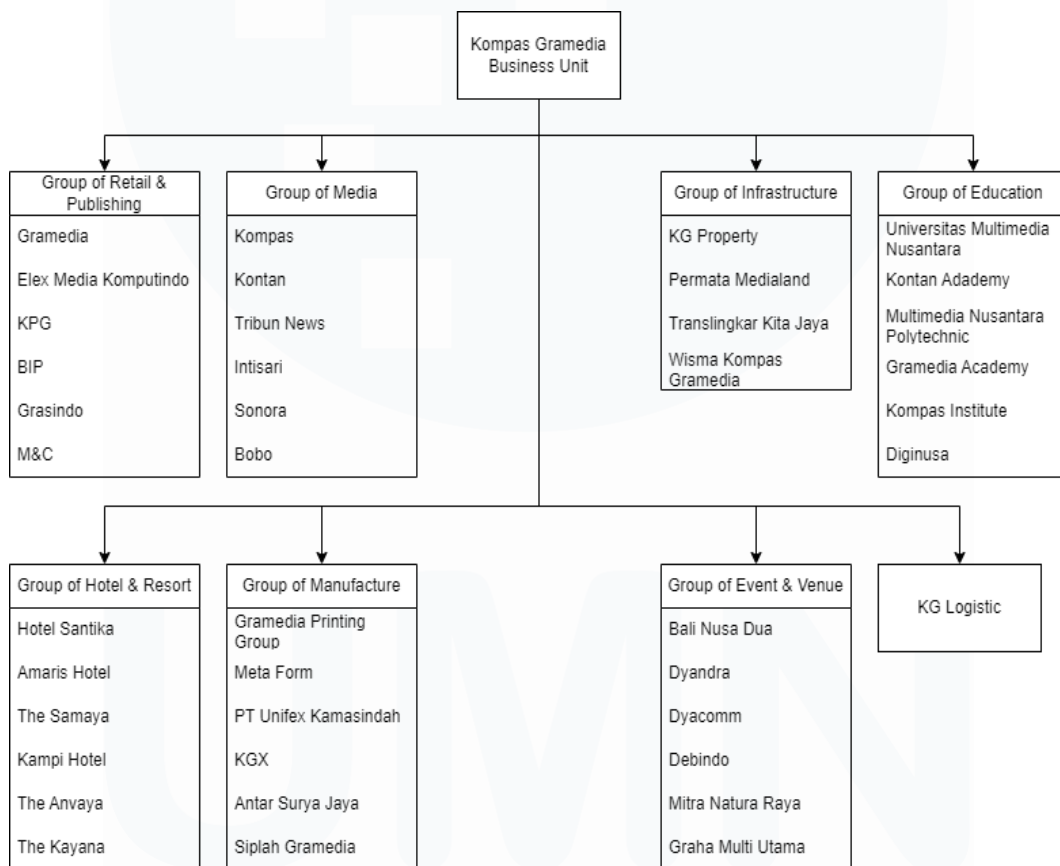 Kompas Gramedia
Business Unit
Group of Retail &
Publishing
Gramedia
Elex Media Komputindo
KPG
BIP
Grasindo
M&C
Group of Media
Kompas
Kontan
Tribun News
Intisari
Sonora
Bobo
Group of Infrastructure
KG Property
Permata Medialand
Translingkar Kita Jaya
Wisma Kompas
Gramedia
Group of Education
Universitas Multimedia
Nusantara
Kontan Adademy
Multimedia Nusantara
Polytechnic
Gramedia Academy
Kompas Institute
Diginusa
Group of Hotel & Resort
Hotel Santika
Amaris Hotel
The Samaya
Kampi Hotel
The Anvaya
The Kayana
Group of Manufacture
Gramedia Printing
Group
Meta Form
PT Unifex Kamasindah
KGX
Antar Surya Jaya
Siplah Gramedia
Group of Event & Venue
Bali Nusa Dua
Dyandra
Dyacomm
Debindo
Mitra Natura Raya
Graha Multi Utama
KG Logistic
UMN